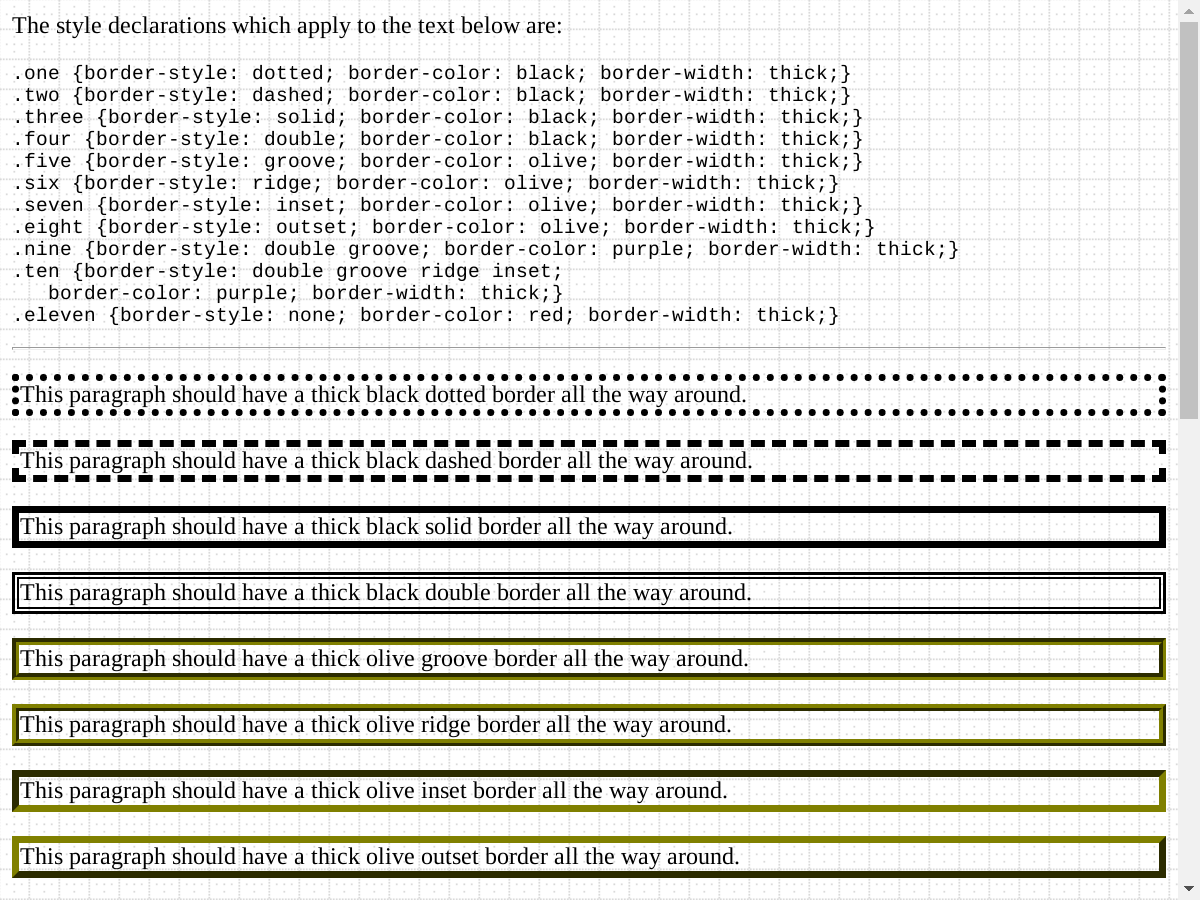 The style declarations which apply to the text below are:
.one {border-style: dotted; border-color: black; border-width: thick;}
.two {border-style: dashed; border-color: black; border-width: thick;}
.three {border-style: solid; border-color: black; border-width: thick;}
.four {border-style: double; border-color: black; border-width: thick;}
.five {border-style: groove; border-color: olive; border-width: thick;}
.six {border-style: ridge; border-color: olive; border-width: thick;}
.seven {border-style: inset; border-color: olive; border-width: thick;}
.eight {border-style: outset; border-color: olive; border-width: thick;}
.nine {border-style: double groove; border-color: purple; border-width: thick;}
.ten {border-style: double groove ridge inset;
   border-color: purple; border-width: thick;}
.eleven {border-style: none; border-color: red; border-width: thick;}
This paragraph should have a thick black dotted border all the way around.
This paragraph should have a thick black dashed border all the way around.
This paragraph should have a thick black solid border all the way around.
This paragraph should have a thick black double border all the way around.
This paragraph should have a thick olive groove border all the way around.
This paragraph should have a thick olive ridge border all the way around.
This paragraph should have a thick olive inset border all the way around.
This paragraph should have a thick olive outset border all the way around.